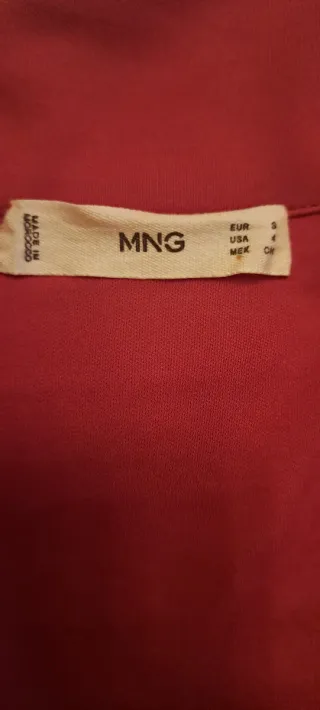 MADE IN
MOROCCO
MNG
EUR S
USA 4
MEX CH